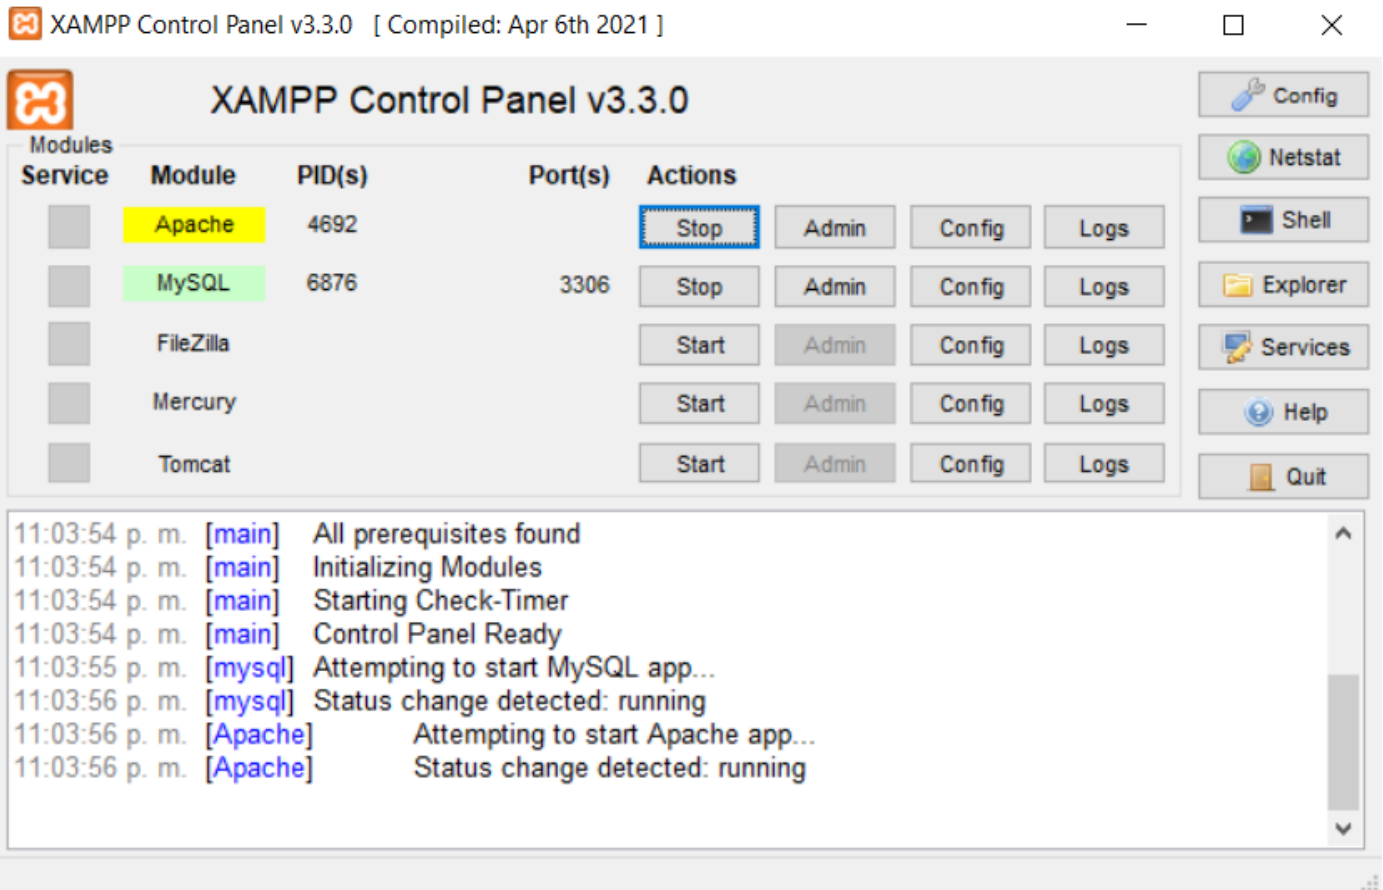 XAMPP Control Panel v3.3.0 [ Compiled: Apr 6th 2021 ]
XAMPP Control Panel v3.3.0
Config
Modules
Service Module PID(s) Port(s) Actions
Netstat
Apache 4692 Stop Admin Config Logs
Shell
MySQL 6876 3306 Stop Admin Config Logs
Explorer
FileZilla Start Admin Config Logs
Services
Mercury Start Admin Config Logs
Help
Tomcat Start Admin Config Logs
Quit
11:03:54 p. m. [main] All prerequisites found
11:03:54 p. m. [main] Initializing Modules
11:03:54 p. m. [main] Starting Check-Timer
11:03:54 p. m. [main] Control Panel Ready
11:03:55 p. m. [mysql] Attempting to start MySQL app...
11:03:56 p. m. [mysql] Status change detected: running
11:03:56 p. m. [Apache] Attempting to start Apache app...
11:03:56 p. m. [Apache] Status change detected: running